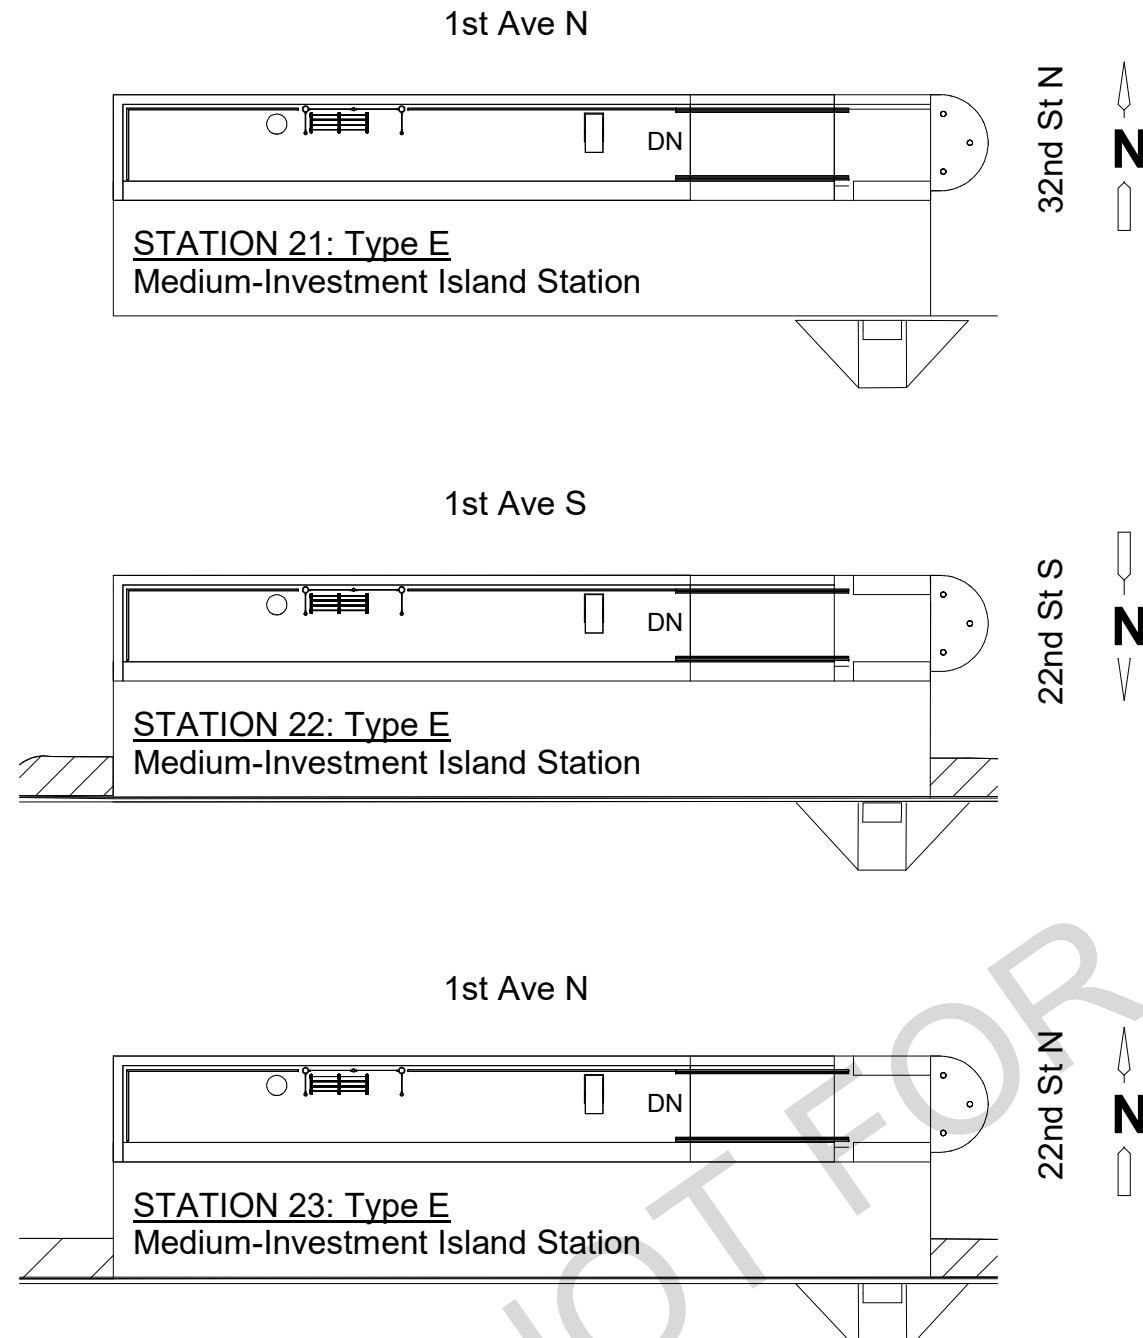 1st Ave N
32nd St N
N
DN
STATION 21: Type E
Medium-Investment Island Station
1st Ave S
22nd St S
N
DN
STATION 22: Type E
Medium-Investment Island Station
1st Ave N
22nd St N
N
DN
STATION 23: Type E
Medium-Investment Island Station
NOT FOR